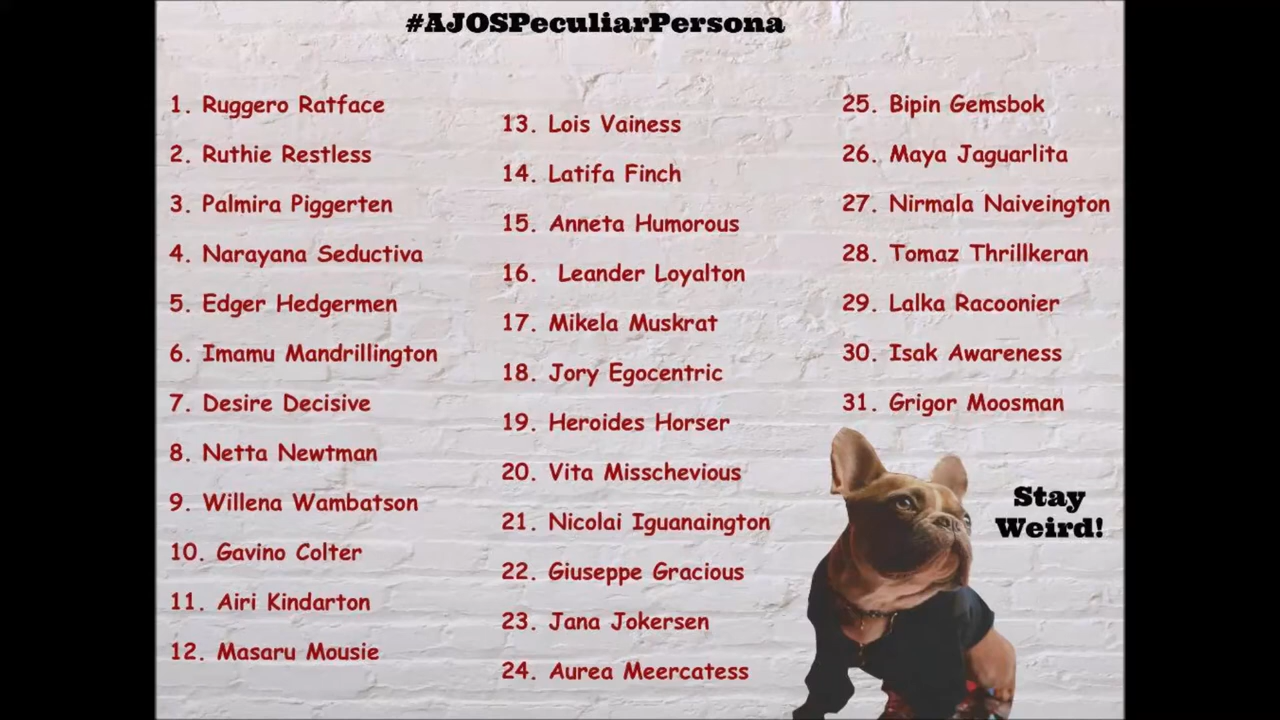 #AJOSPeculiarPersona
1. Ruggero Ratface
2. Ruthie Restless
3. Palmira Piggerten
4. Narayana Seductiva
5. Edger Hedgermen
6. Imamu Mandrillington
7. Desire Decisive
8. Netta Newtman
9. Willena Wambatson
10. Gavino Colter
11. Airi Kindarton
12. Masaru Mousie
13. Lois Vainess
14. Latifa Finch
15. Anneta Humorous
16. Leander Loyalton
17. Mikela Muskrat
18. Jory Egocentric
19. Heroides Horser
20. Vita Misschevious
21. Nicolai Iguanaington
22. Giuseppe Gracious
23. Jana Jokersen
24. Aurea Meercatess
25. Bipin Gemsbok
26. Maya Jaguarlita
27. Nirmala Naiveington
28. Tomaz Thrillkeran
29. Lalka Racoonier
30. Isak Awareness
31. Grigor Moosman
Stay
Weird!